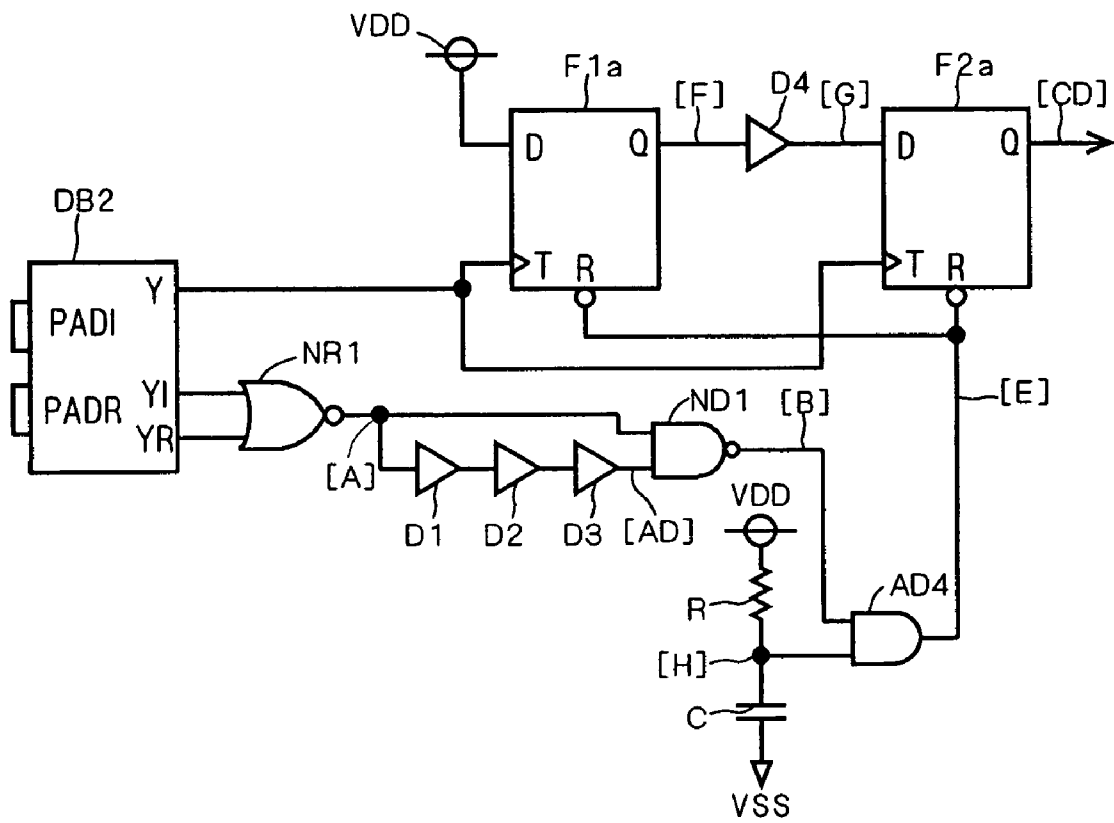 VDD
F1a
[F]
D4
[G]
F2a
[CD]
D
Q
D
Q
DB2
T
R
T
R
Y
PADI
NR1
YI
PADR
YR
ND1
[B]
[E]
[A]
D1
D2
D3
[AD]
VDD
R
AD4
[H]
C
VSS